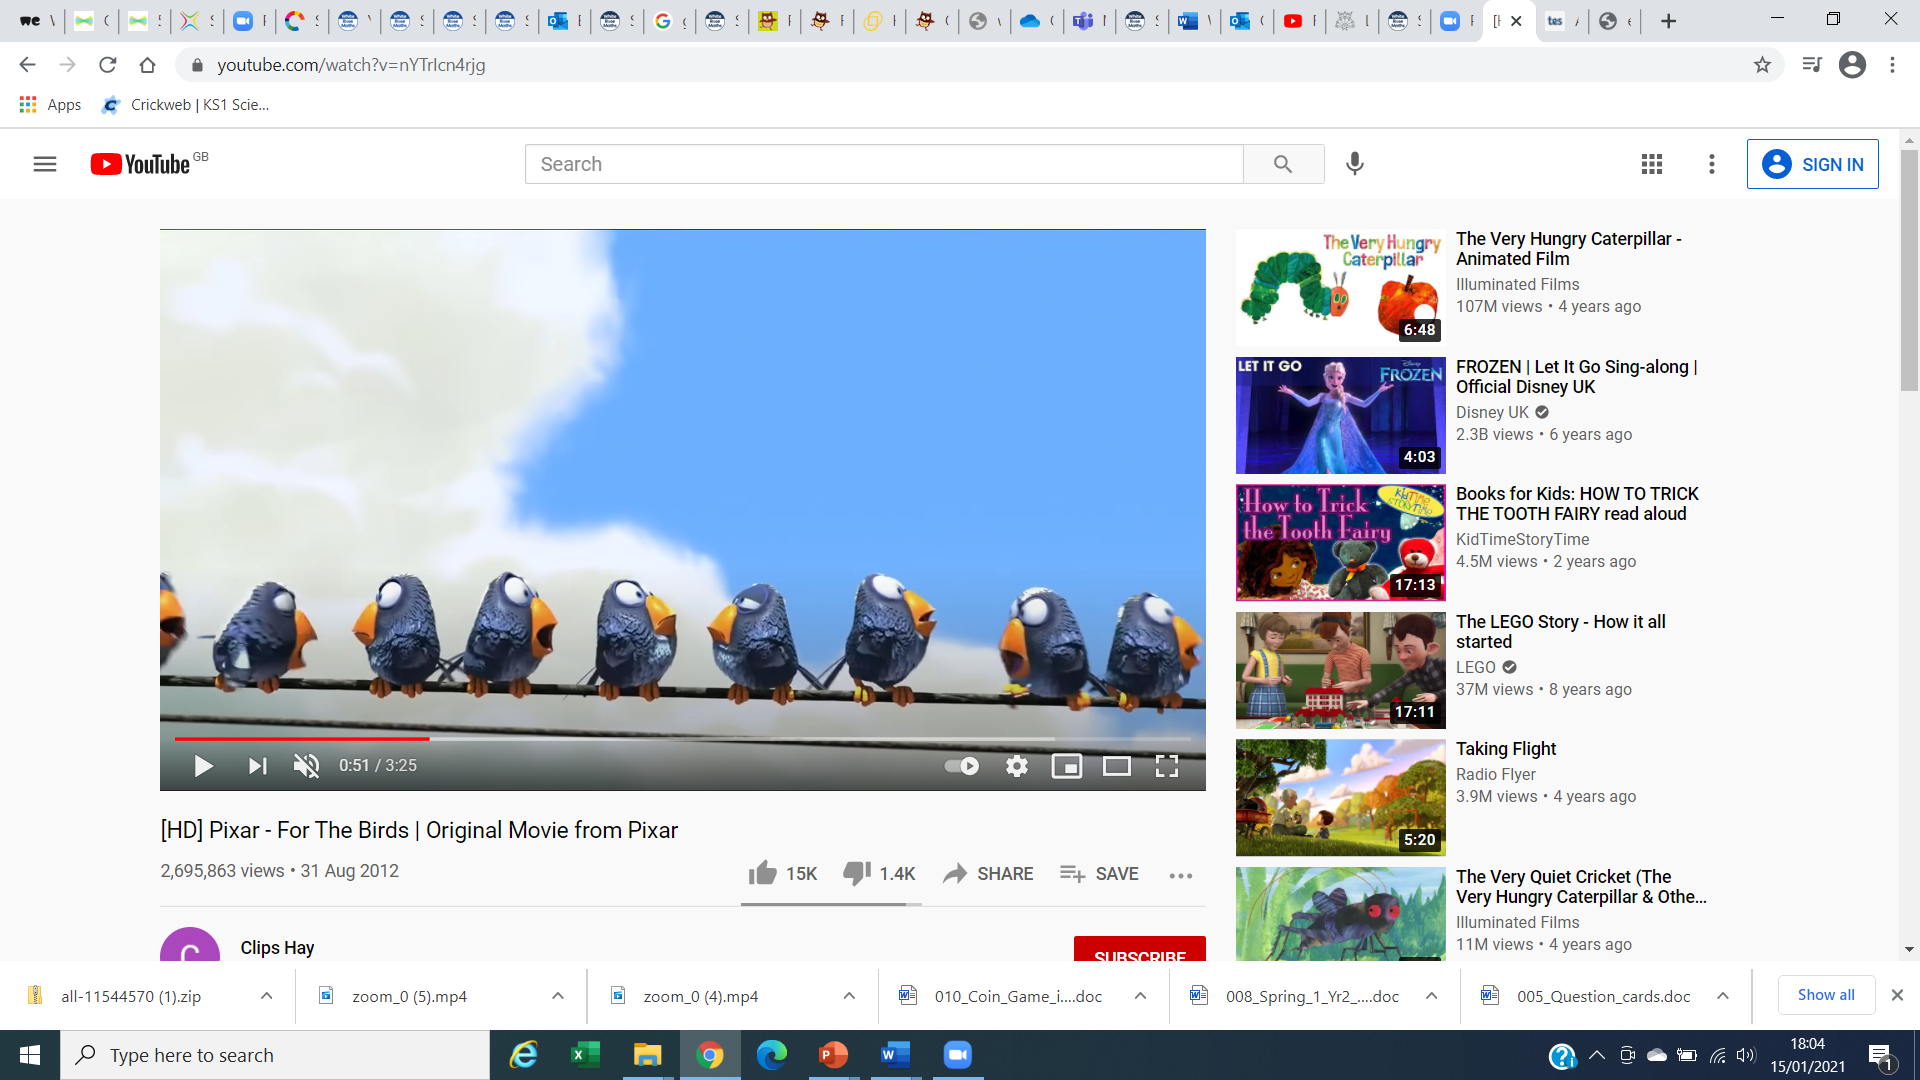 youtube.com/watch?v=nYTrIcn4rjg
Apps
Crickweb | KS1 Scie...
YouTube GB
Search
SIGN IN
0:51 / 3:25
[HD] Pixar - For The Birds | Original Movie from Pixar
2,695,863 views • 31 Aug 2012
15K
1.4K
SHARE
SAVE
Clips Hay
SUBSCRIBE
The Very Hungry
Caterpillar
6:48
The Very Hungry Caterpillar -
Animated Film
Illuminated Films
107M views • 4 years ago
LET IT GO
Disney
FROZEN
4:03
FROZEN | Let It Go Sing-along |
Official Disney UK
Disney UK
2.3B views • 6 years ago
How to Trick
the Tooth Fairy
KidTime
StoryTime
17:13
Books for Kids: HOW TO TRICK
THE TOOTH FAIRY read aloud
KidTimeStoryTime
4.5M views • 2 years ago
17:11
The LEGO Story - How it all
started
LEGO
37M views • 8 years ago
5:20
Taking Flight
Radio Flyer
3.9M views • 4 years ago
The Very Quiet Cricket (The
Very Hungry Caterpillar & Othe...
Illuminated Films
11M views • 4 years ago
all-11544570 (1).zip
zoom_0 (5).mp4
zoom_0 (4).mp4
010_Coin_Game_i....doc
008_Spring_1_Yr2_....doc
005_Question_cards.doc
Show all
Type here to search
18:04
15/01/2021
1